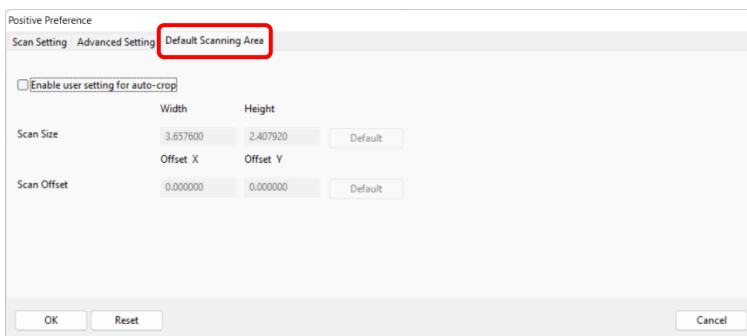 Positive Preference
Scan Setting Advanced Setting Default Scanning Area
Enable user setting for auto-crop
Width Height
Scan Size 3.657600 2.407920 Default
Offset X Offset Y
Scan Offset 0.000000 0.000000 Default
OK Reset Cancel